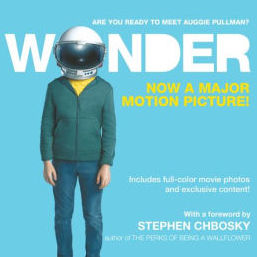 ARE YOU READY TO MEET AUGGIE PULLMAN?
WONDER
NOW A MAJOR
MOTION PICTURE!
Includes full-color movie photos
and exclusive content!
With a foreword by
STEPHEN CHBOSKY
author of THE PERKS OF BEING A WALLFLOWER